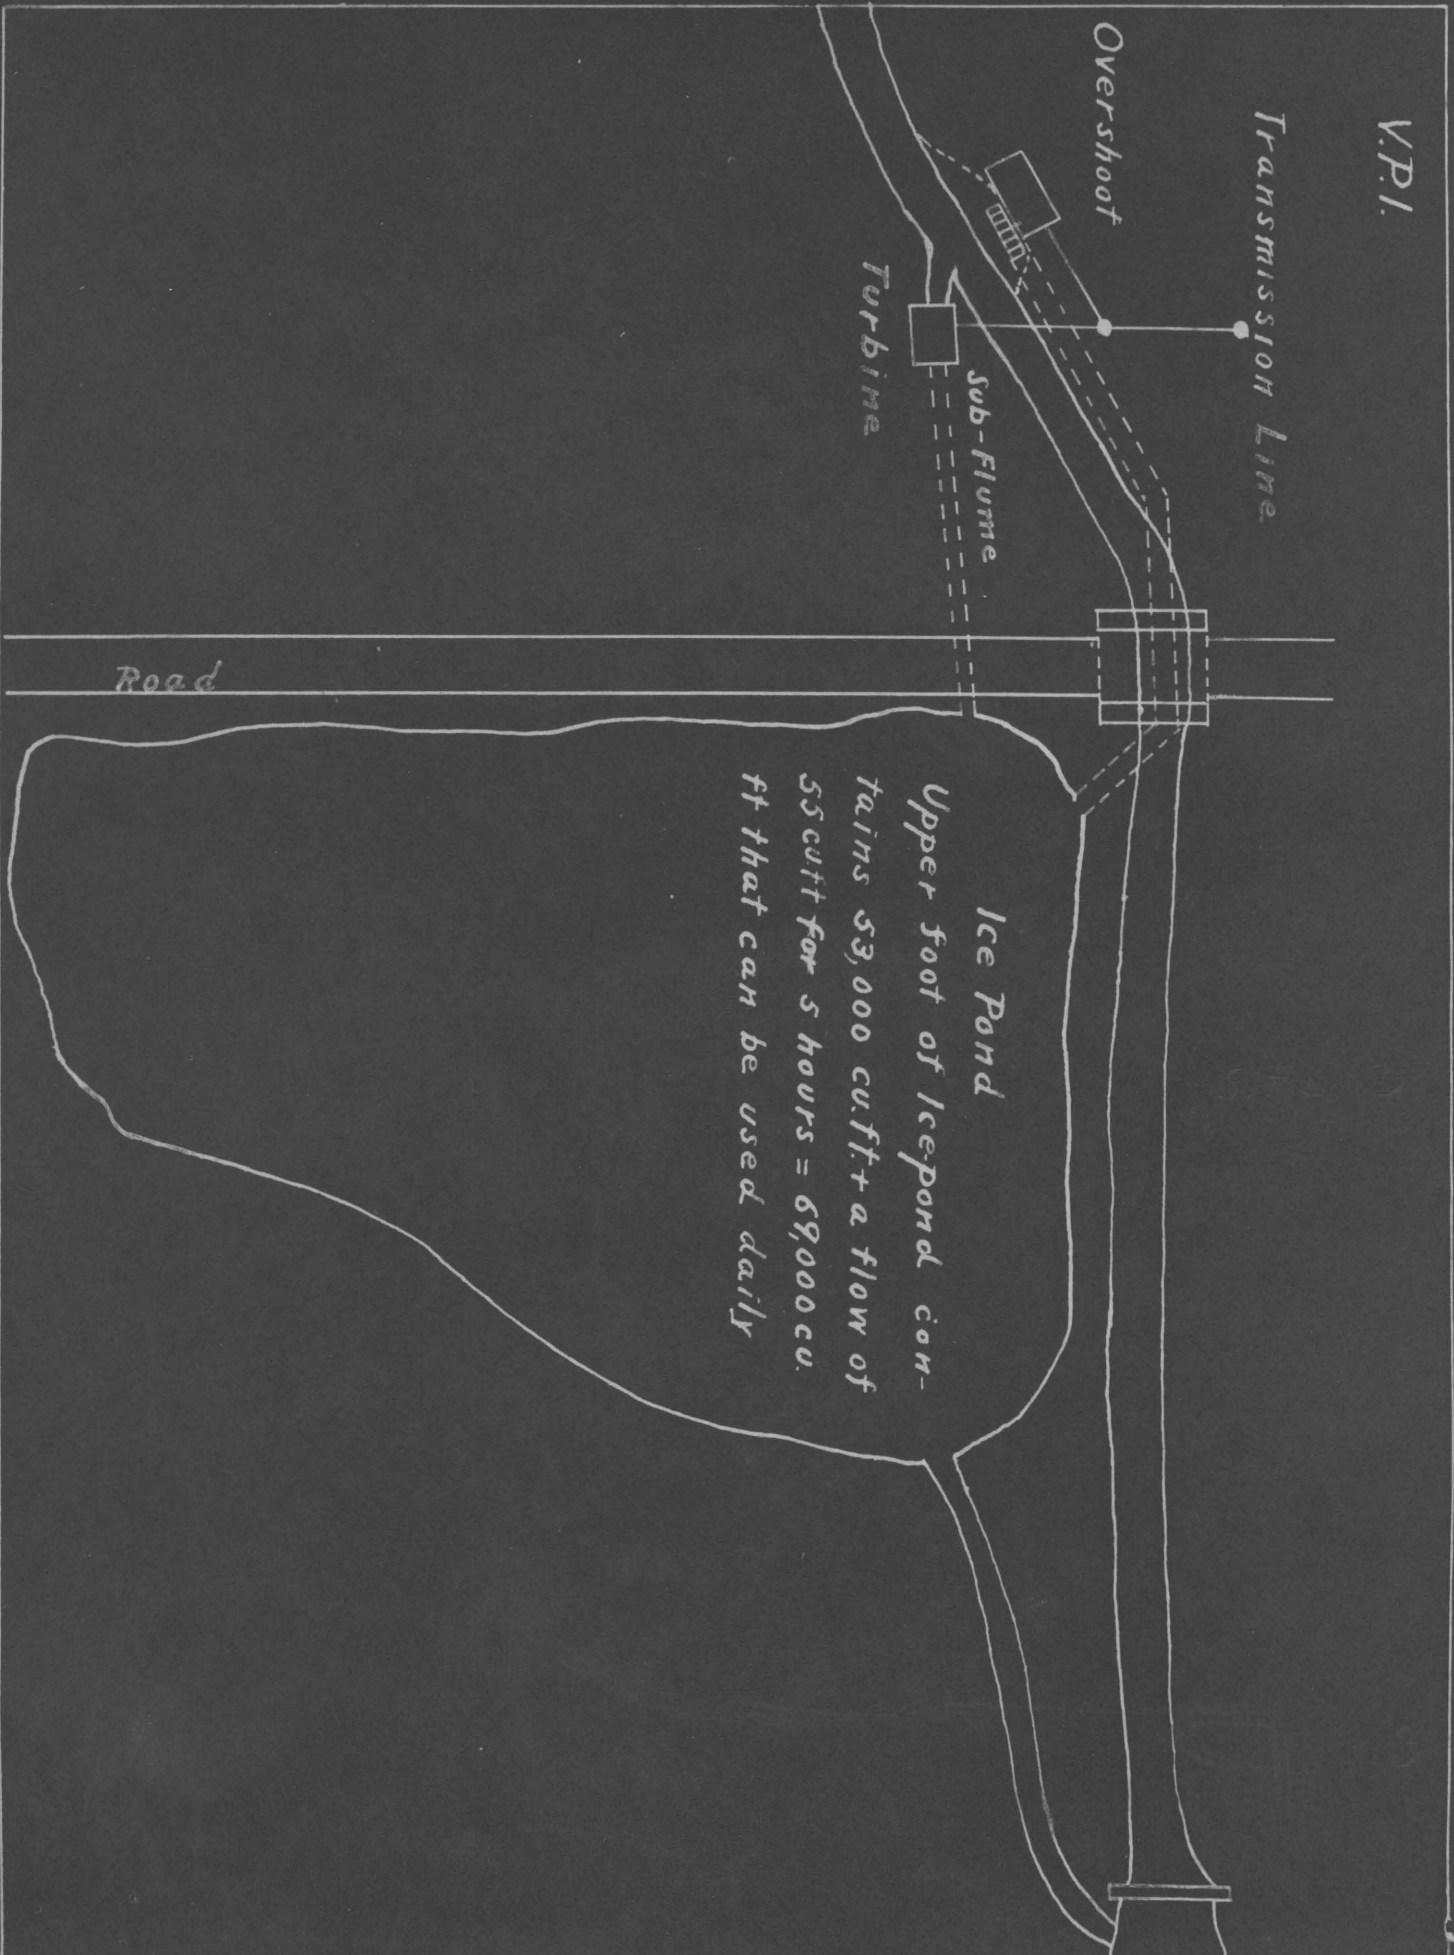 V.P.I.
Transmission Line
Overshoot
Sub-Flume
Turbine
Road
Ice Pond
Upper foot of Ice-pond con-
tains 53,000 cu.ft. + a flow of
55 cu.ft for 5 hours = 69,000 cu.
ft that can be used daily